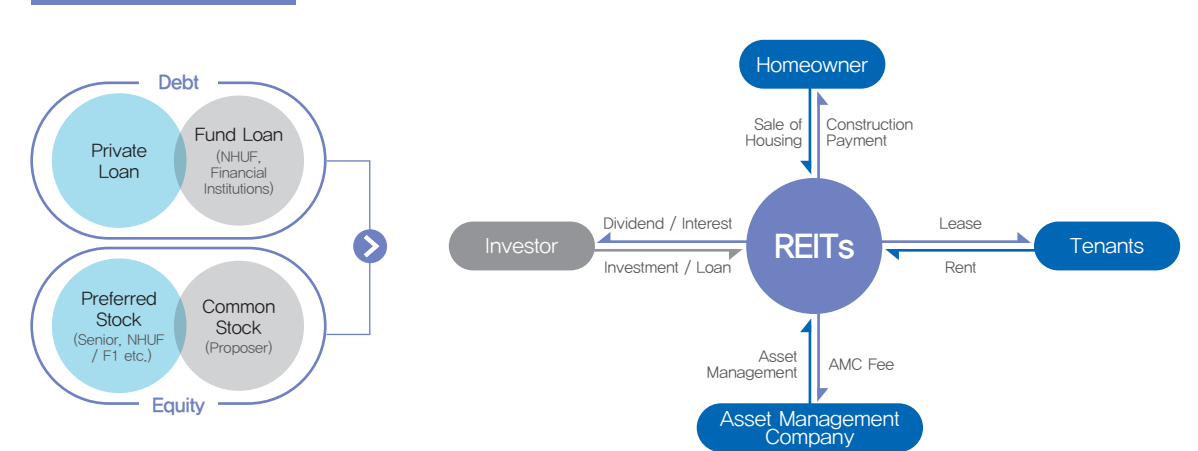 Debt
Private
Loan
Fund Loan
(NHUF,
Financial
Institutions)
Preferred
Stock
(Senior, NHUF
/ F1 etc.)
Common
Stock
(Proposer)
Equity
Homeowner
Sale of
Housing
Construction
Payment
Investor
Dividend / Interest
Investment / Loan
REITs
Lease
Rent
Tenants
Asset
Management
AMC Fee
Asset Management
Company